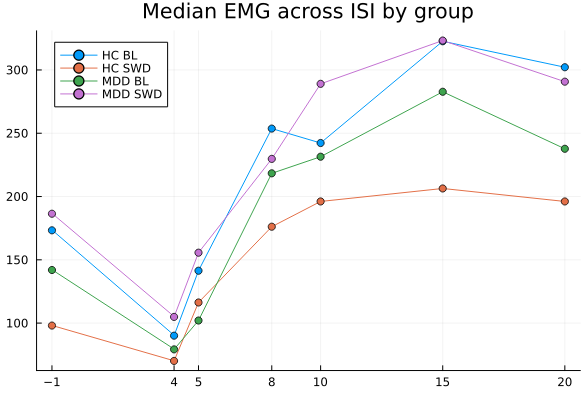 Median EMG across ISI by group
HC BL
HC SWD
MDD BL
MDD SWD
300
250
200
150
100
−1 4 5 8 10 15 20